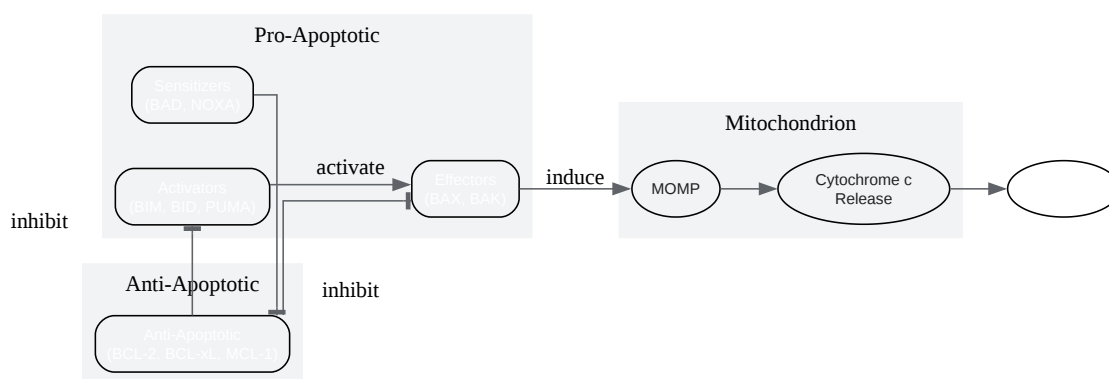 Pro-Apoptotic
Sensitizers
(BAD, NOXA)
Activators
(BIM, BID, PUMA)
activate
Effectors
(BAX, BAK)
induce
Mitochondrion
MOMP
Cytochrome c
Release
inhibit
Anti-Apoptotic
inhibit
Anti-Apoptotic
(BCL-2, BCL-xL, MCL-1)